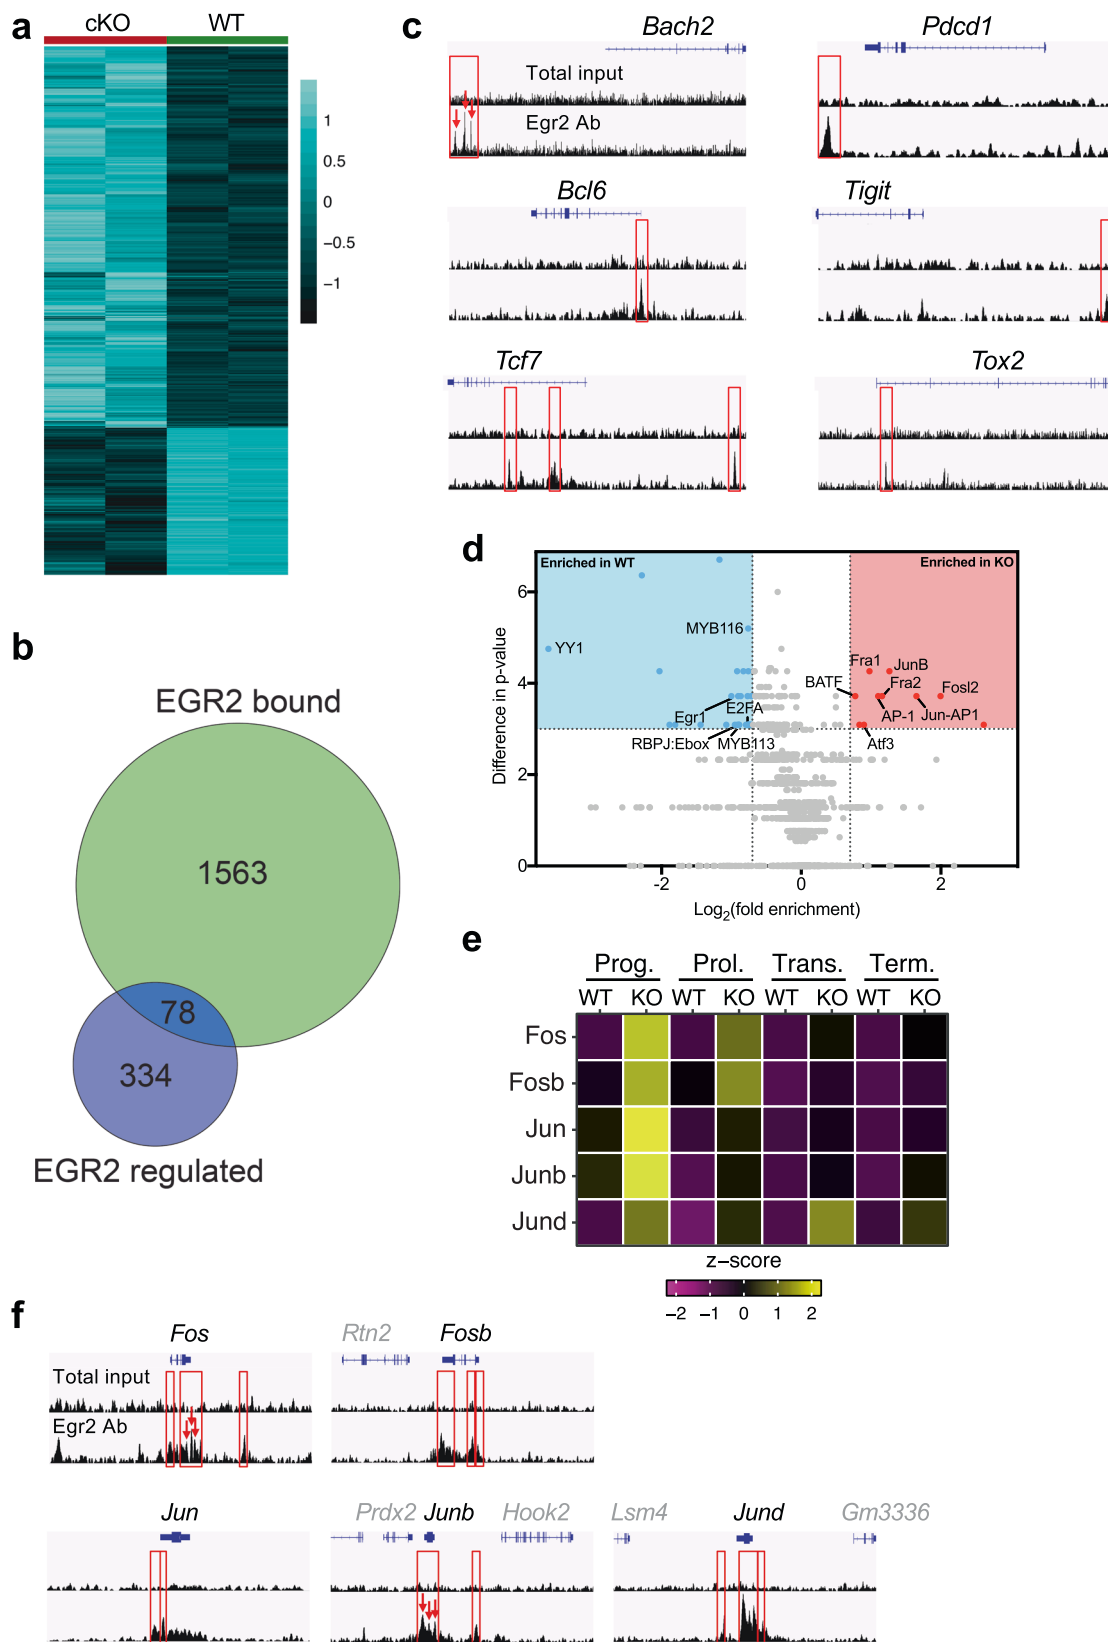 a
cKO WT
1
0.5
0
−0.5
−1
b
EGR2 bound
1563
78
334
EGR2 regulated
c
Bach2
Total input
Egr2 Ab
Pdcd1
Bcl6
Tigit
Tcf7
Tox2
d
Enriched in WT
Enriched in KO
MYB116
YY1
Egr1
E2FA
RBPJ:Ebox
MYB113
BATF
Fra1
JunB
Fra2
Fosl2
AP-1
Jun-AP1
Atf3
Difference in p-value
6
4
2
0
-2 0 2
Log2(fold enrichment)
e
Prog. Prol. Trans. Term.
WT KO WT KO WT KO WT KO
Fos
Fosb
Jun
Junb
Jund
z−score
−2 −1 0 1 2
f
Fos
Total input
Egr2 Ab
Rtn2 Fosb
Jun
Prdx2 Junb Hook2
Lsm4 Jund Gm3336